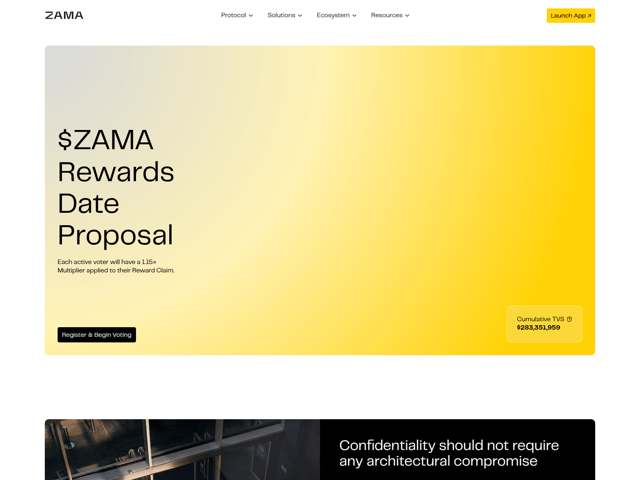 ZAMA
Protocol
Solutions
Ecosystem
Resources
Launch App ↗
$ZAMA
Rewards
Date
Proposal
Each active voter will have a 1.15×
Multiplier applied to their Reward Claim.
Register & Begin Voting
Cumulative TVS
$283,351,959
Confidentiality should not require
any architectural compromise